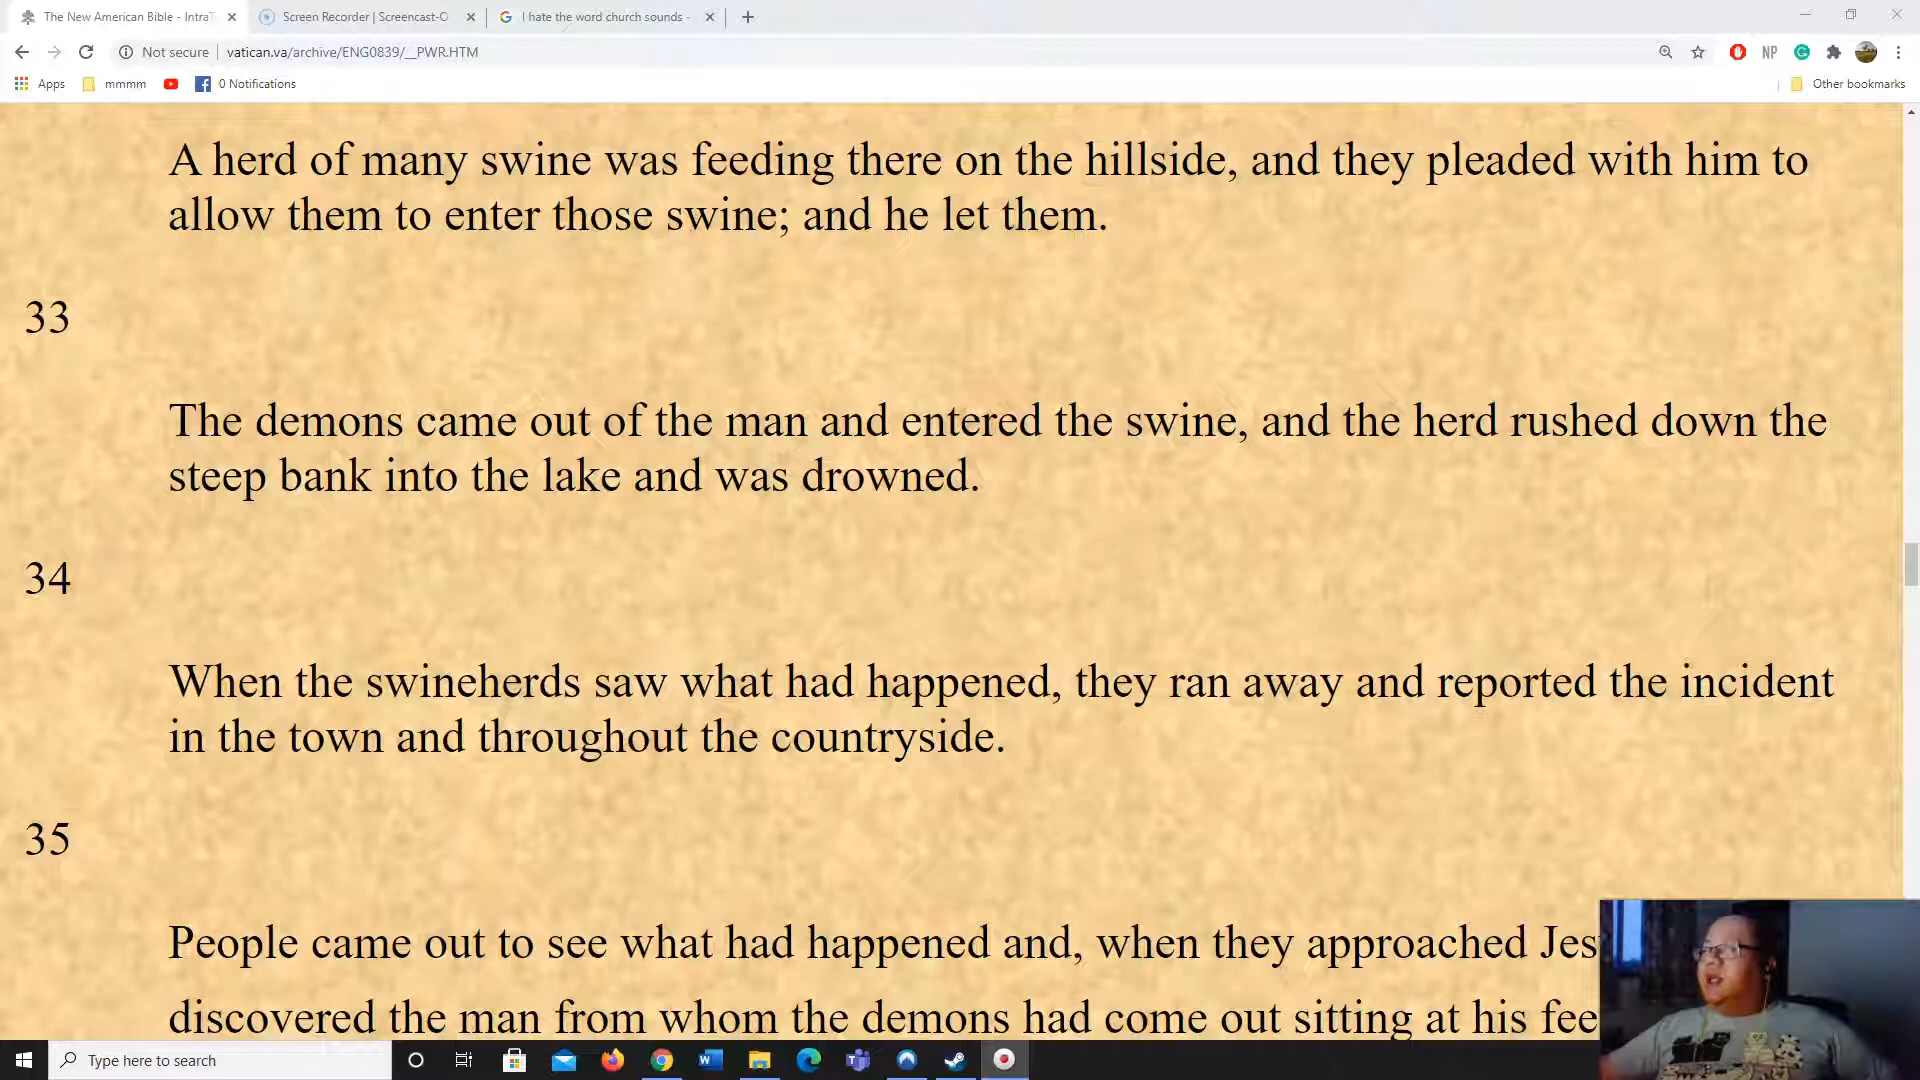 The New American Bible - IntraT
Screen Recorder | Screencast-O
I hate the word church sounds -
Not secure
vatican.va/archive/ENG0839/__PWR.HTM
NP
Apps
mmmm
0 Notifications
Other bookmarks
A herd of many swine was feeding there on the hillside, and they pleaded with him to
allow them to enter those swine; and he let them.
33
The demons came out of the man and entered the swine, and the herd rushed down the
steep bank into the lake and was drowned.
34
When the swineherds saw what had happened, they ran away and reported the incident
in the town and throughout the countryside.
35
People came out to see what had happened and, when they approached Jes
discovered the man from whom the demons had come out sitting at his fee
Type here to search